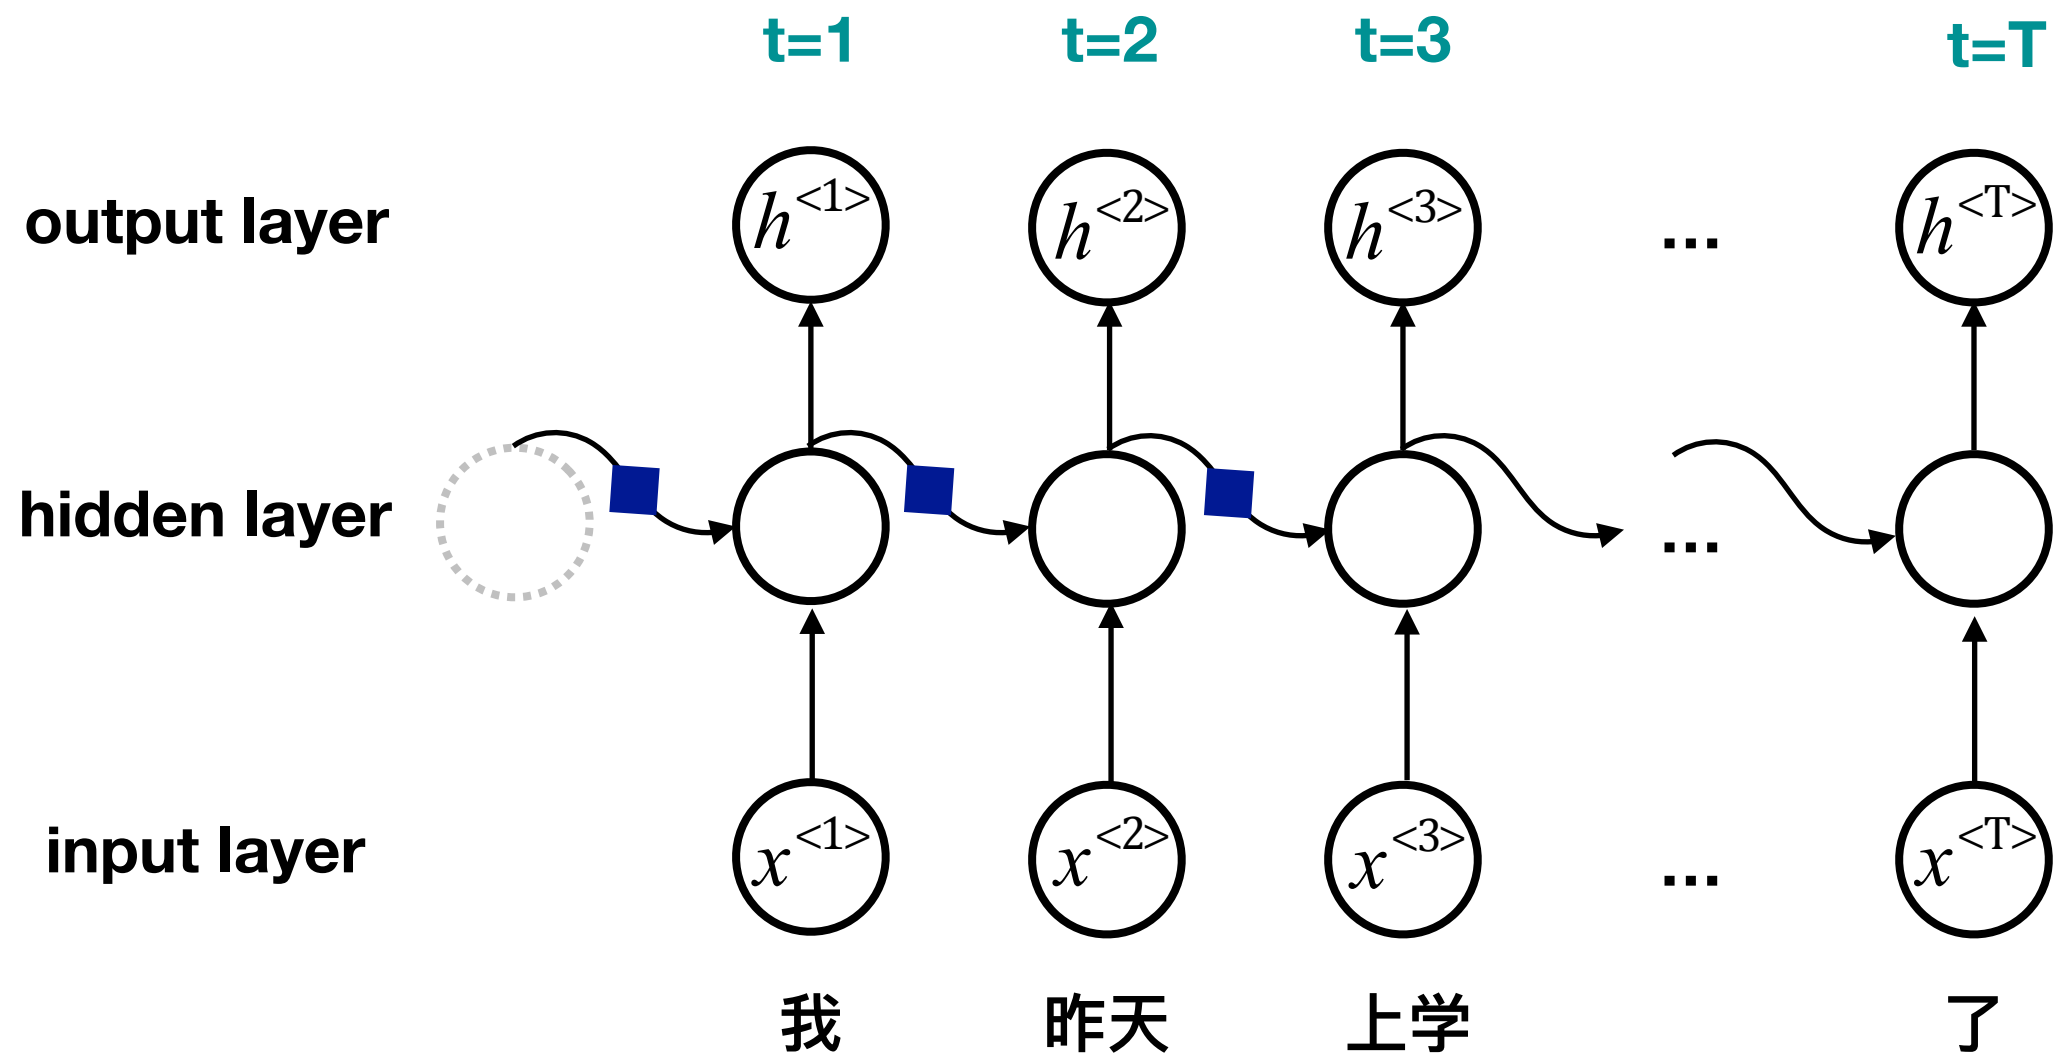 t=1 t=2 t=3 t=T
output layer h<1> h<2> h<3> ... h<T>
hidden layer ...
input layer x<1> x<2> x<3> ... x<T>
我 昨天 上学 了